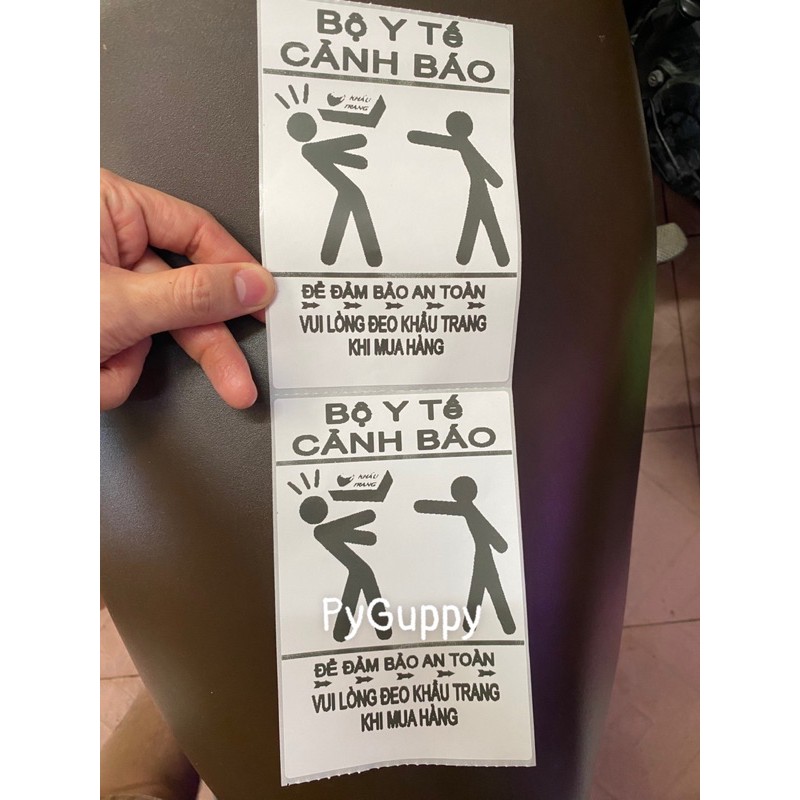 BỘ Y TẾ
CẢNH BÁO
KHẨU
TRANG
ĐỂ ĐẢM BẢO AN TOÀN
VUI LÒNG ĐEO KHẨU TRANG
KHI MUA HÀNG
BỘ Y TẾ
CẢNH BÁO
KHẨU
TRANG
PyGuppy
ĐỂ ĐẢM BẢO AN TOÀN
VUI LÒNG ĐEO KHẨU TRANG
KHI MUA HÀNG